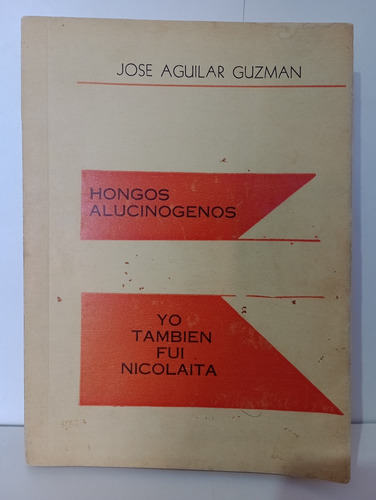 JOSE AGUILAR GUZMAN
HONGOS
ALUCINOGENOS
YO
TAMBIEN
FUI
NICOLAITA